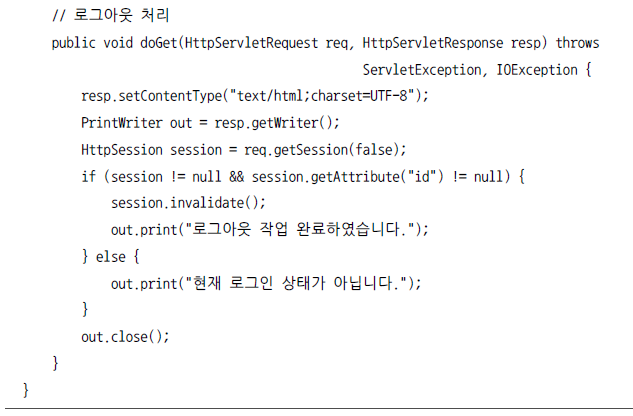 // 로그아웃 처리
public void doGet(HttpServletRequest req, HttpServletResponse resp) throws
ServletException, IOException {
resp.setContentType("text/html;charset=UTF-8");
PrintWriter out = resp.getWriter();
HttpSession session = req.getSession(false);
if (session != null && session.getAttribute("id") != null) {
session.invalidate();
out.print("로그아웃 작업 완료하였습니다.");
} else {
out.print("현재 로그인 상태가 아닙니다.");
}
out.close();
}
}